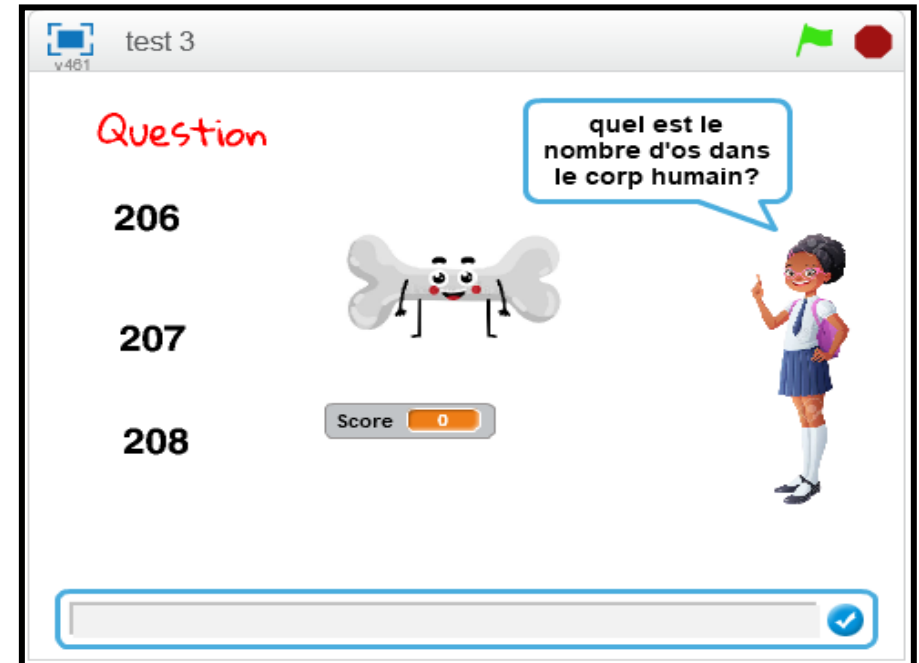 test 3
v461
Question
quel est le
nombre d'os dans
le corp humain?
206
207
208
Score 0